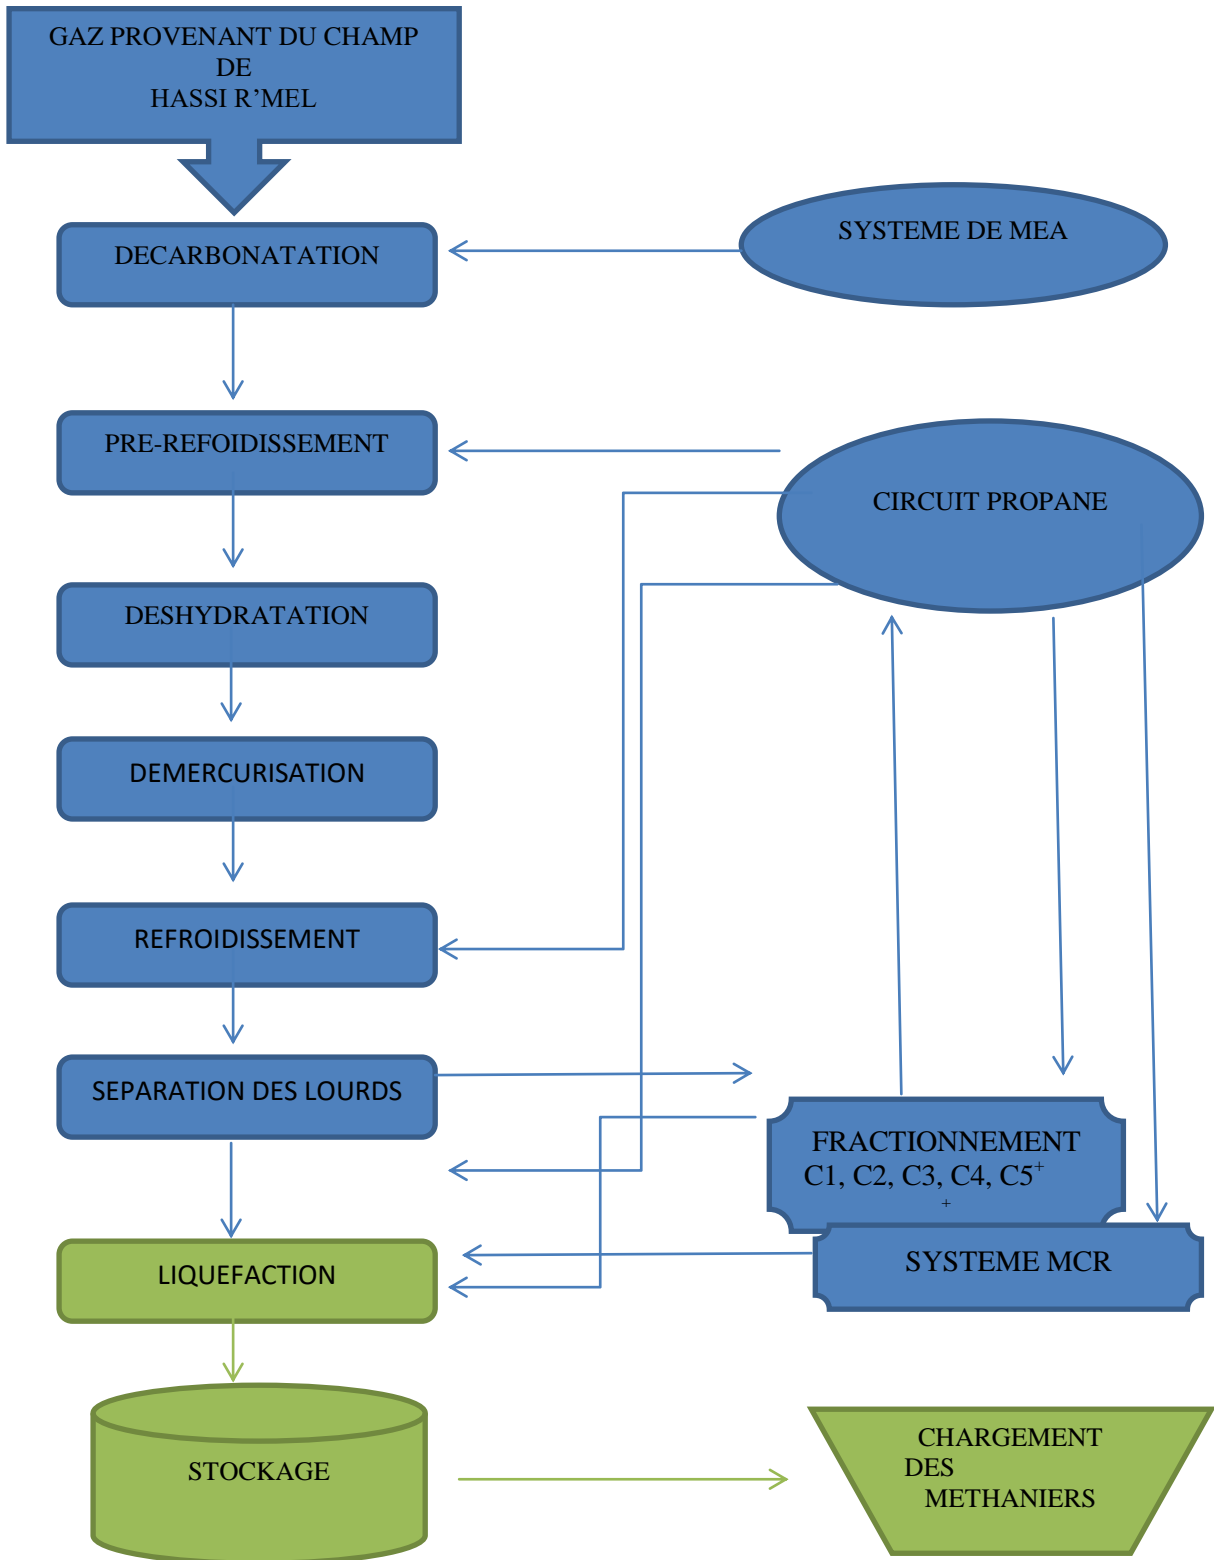 GAZ PROVENANT DU CHAMP
DE
HASSI R’MEL
DECARBONATATION
SYSTEME DE MEA
PRE-REFOIDISSEMENT
CIRCUIT PROPANE
DESHYDRATATION
DEMERCURISATION
REFROIDISSEMENT
SEPARATION DES LOURDS
FRACTIONNEMENT
C1, C2, C3, C4, C5⁺
+
LIQUEFACTION
SYSTEME MCR
STOCKAGE
CHARGEMENT
DES
METHANIERS